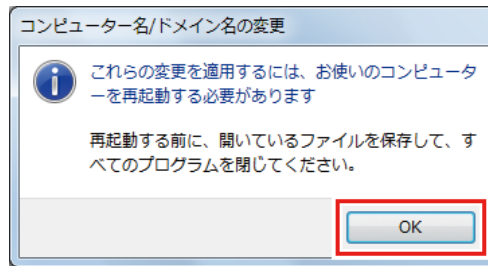 コンピューター名/ドメイン名の変更
これらの変更を適用するには、お使いのコンピュータ
ーを再起動する必要があります
再起動する前に、開いているファイルを保存して、す
べてのプログラムを閉じてください。
OK